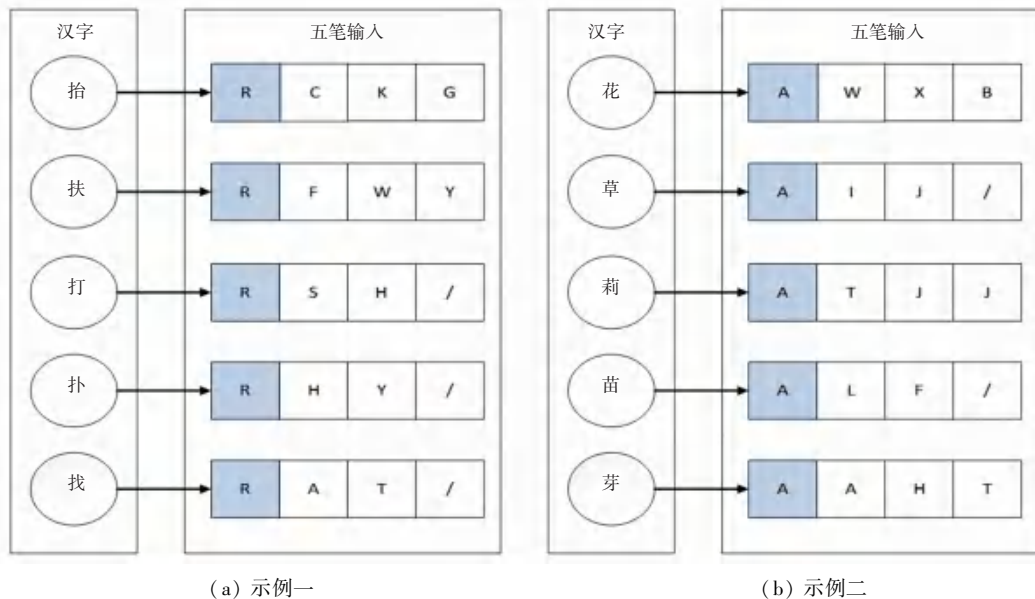 汉字 五笔输入 汉字 五笔输入
抬 R C K G 花 A W X B
扶 R F W Y 草 A I J /
打 R S H / 莉 A T J J
扑 R H Y / 苗 A L F /
找 R A T / 芽 A A H T
(a) 示例一 (b) 示例二